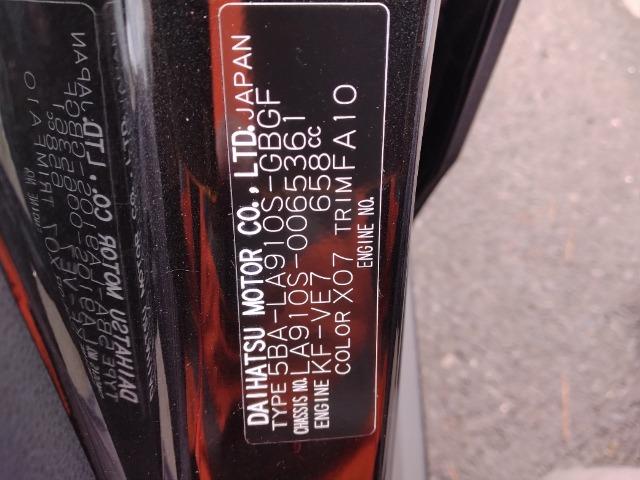 DAIHATSU MOTOR CO., LTD. JAPAN
TYPE 5BA-LA910S-GBGF
CHASSIS NO. LA910S-0065361
ENGINE KF-VE7 658CC
COLOR X07 TRIM FA10
ENGINE NO.